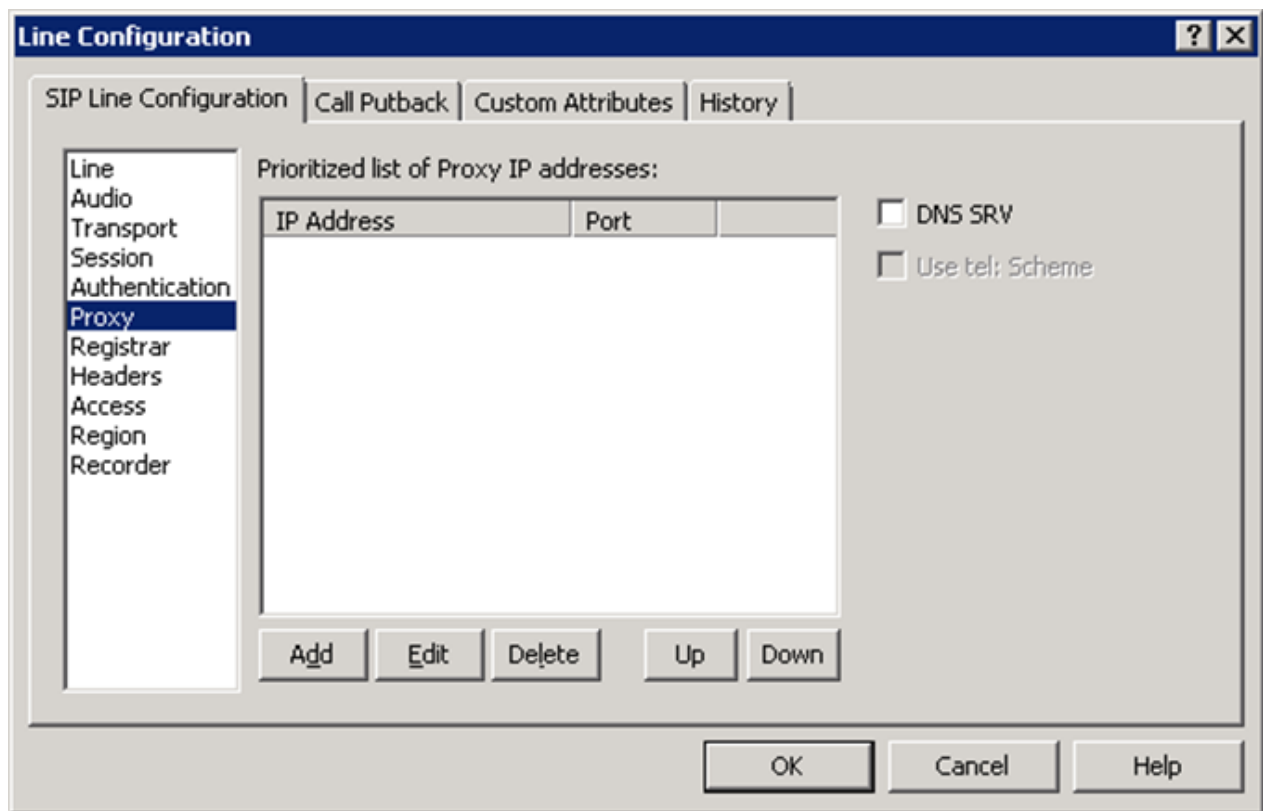 Line Configuration
SIP Line Configuration
Call Putback
Custom Attributes
History
Line
Audio
Transport
Session
Authentication
Proxy
Registrar
Headers
Access
Region
Recorder
Prioritized list of Proxy IP addresses:
IP Address
Port
DNS SRV
Use tel: Scheme
Add
Edit
Delete
Up
Down
OK
Cancel
Help